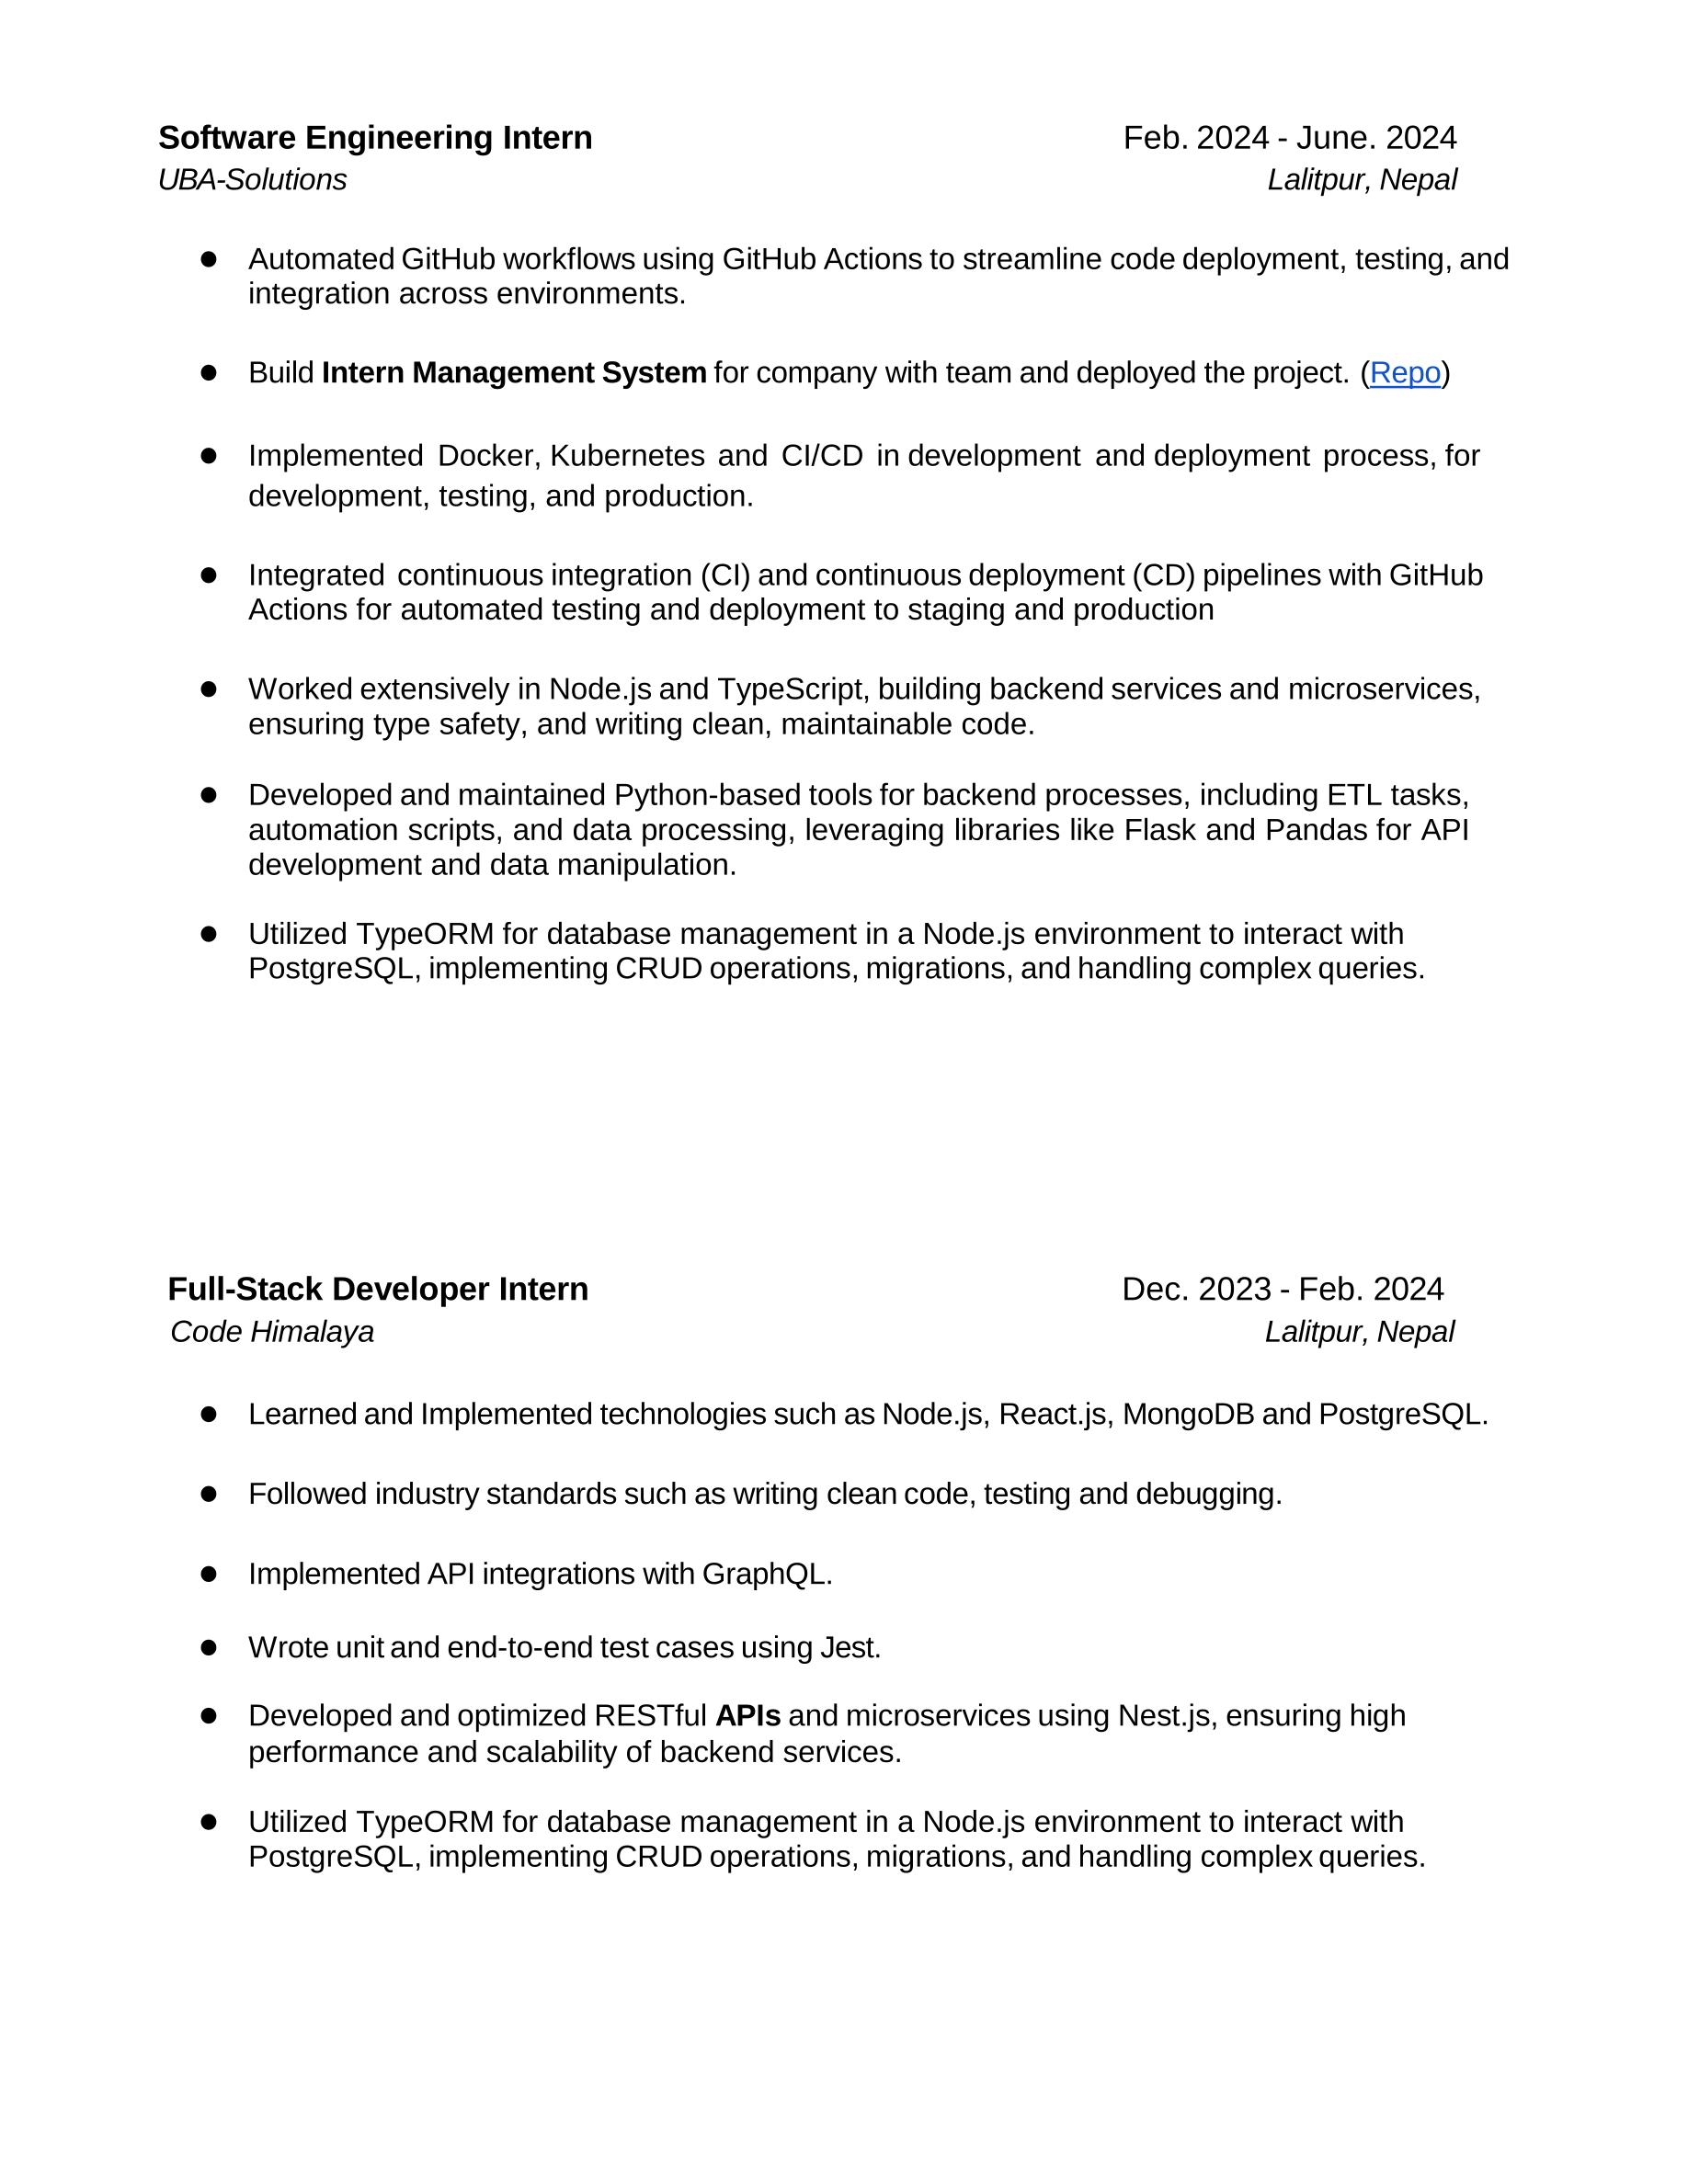 Software Engineering Intern Feb. 2024 - June. 2024
UBA-Solutions Lalitpur, Nepal
● Automated GitHub workflows using GitHub Actions to streamline code deployment, testing, and
integration across environments.
● Build Intern Management System for company with team and deployed the project. (Repo)
● Implemented Docker, Kubernetes and CI/CD in development and deployment process, for
development, testing, and production.
● Integrated continuous integration (CI) and continuous deployment (CD) pipelines with GitHub
Actions for automated testing and deployment to staging and production
● Worked extensively in Node.js and TypeScript, building backend services and microservices,
ensuring type safety, and writing clean, maintainable code.
● Developed and maintained Python-based tools for backend processes, including ETL tasks,
automation scripts, and data processing, leveraging libraries like Flask and Pandas for API
development and data manipulation.
● Utilized TypeORM for database management in a Node.js environment to interact with
PostgreSQL, implementing CRUD operations, migrations, and handling complex queries.
Full-Stack Developer Intern Dec. 2023 - Feb. 2024
Code Himalaya Lalitpur, Nepal
● Learned and Implemented technologies such as Node.js, React.js, MongoDB and PostgreSQL.
● Followed industry standards such as writing clean code, testing and debugging.
● Implemented API integrations with GraphQL.
● Wrote unit and end-to-end test cases using Jest.
● Developed and optimized RESTful APIs and microservices using Nest.js, ensuring high
performance and scalability of backend services.
● Utilized TypeORM for database management in a Node.js environment to interact with
PostgreSQL, implementing CRUD operations, migrations, and handling complex queries.